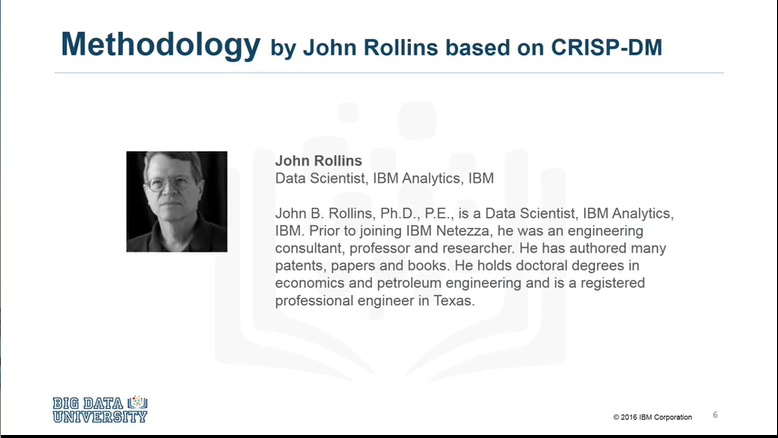 Methodology by John Rollins based on CRISP-DM
John Rollins
Data Scientist, IBM Analytics, IBM
John B. Rollins, Ph.D., P.E., is a Data Scientist, IBM Analytics,
IBM. Prior to joining IBM Netezza, he was an engineering
consultant, professor and researcher. He has authored many
patents, papers and books. He holds doctoral degrees in
economics and petroleum engineering and is a registered
professional engineer in Texas.
BIG DATA
UNIVERSITY
© 2016 IBM Corporation 6